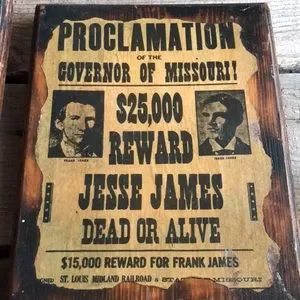 PROCLAMATION
OF THE
GOVERNOR OF MISSOURI!
$25,000
REWARD
JESSE JAMES
DEAD OR ALIVE
$15,000 REWARD FOR FRANK JAMES
ST. LOUIS MIDLAND RAILROAD & MISSOURI